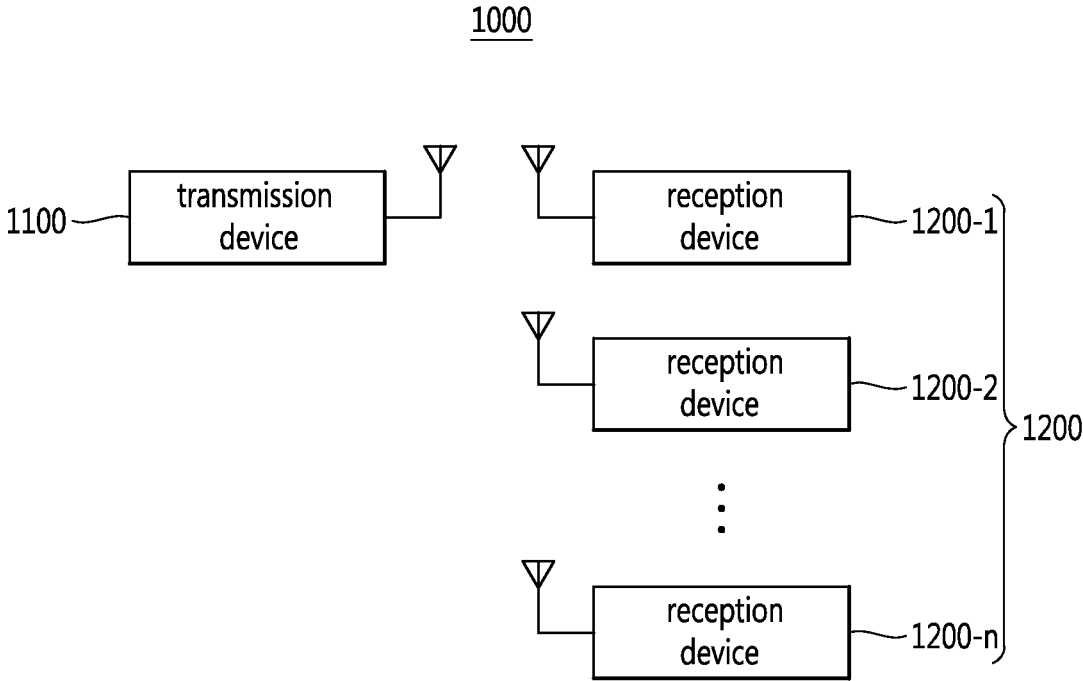 1000
transmission
device
1100
reception
device
1200-1
reception
device
1200-2
1200
reception
device
1200-n